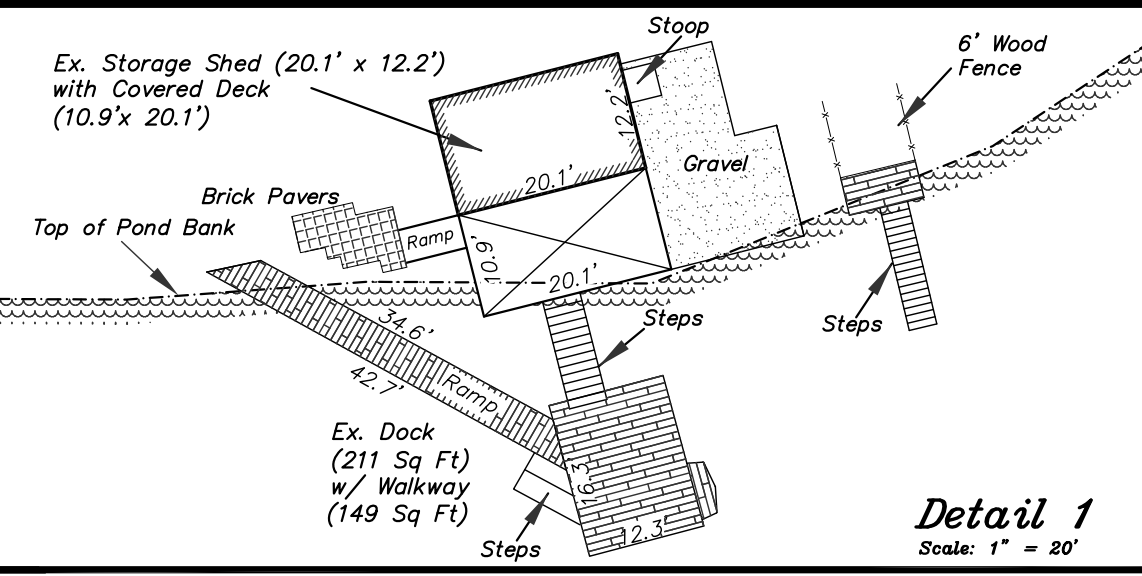 Stoop
Ex. Storage Shed (20.1' x 12.2')
with Covered Deck
(10.9'x 20.1')
6' Wood
Fence
12.2'
Gravel
20.1'
Brick Pavers
Top of Pond Bank
Ramp
10.9'
20.1'
Steps
Steps
34.6'
42.7'
Ramp
Ex. Dock
(211 Sq Ft)
w/ Walkway
(149 Sq Ft)
16.3'
12.3'
Steps
Detail 1
Scale: 1" = 20'